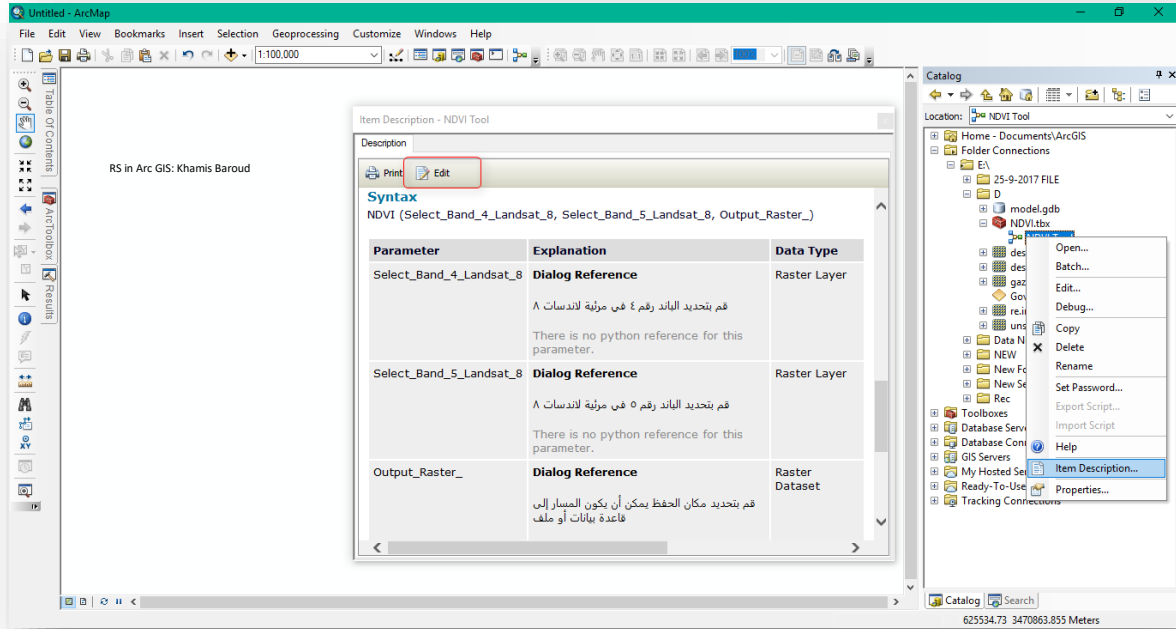 Untitled - ArcMap
File Edit View Bookmarks Insert Selection Geoprocessing Customize Windows Help
1:100,000
Table Of Contents
ArcToolbox
Results
RS in Arc GIS: Khamis Baroud
Item Description - NDVI Tool
Description
Print Edit
Syntax
NDVI (Select_Band_4_Landsat_8, Select_Band_5_Landsat_8, Output_Raster_)
Parameter Explanation Data Type
Select_Band_4_Landsat_8 Dialog Reference Raster Layer
قم بتحديد الباند رقم ٤ في مرئية لاندسات ٨
There is no python reference for this
parameter.
Select_Band_5_Landsat_8 Dialog Reference Raster Layer
قم بتحديد الباند رقم ٥ في مرئية لاندسات ٨
There is no python reference for this
parameter.
Output_Raster_ Dialog Reference Raster
Dataset
قم بتحديد مكان الحفظ يمكن أن يكون المسار إلى
قاعدة بيانات أو ملف
Catalog
Location: NDVI Tool
Home - Documents\ArcGIS
Folder Connections
E:\
25-9-2017 FILE
D
model.gdb
NDVI.tbx
NDVI Tool
des
des
gaz
Gov
re.i
uns
Data N
NEW
New Fo
New Se
Rec
Toolboxes
Database Serv
Database Conn
GIS Servers
My Hosted Ser
Ready-To-Use
Tracking Connections
Open...
Batch...
Edit...
Debug...
Copy
Delete
Rename
Set Password...
Export Script...
Import Script
Help
Item Description...
Properties...
Catalog Search
625534.73 3470863.855 Meters